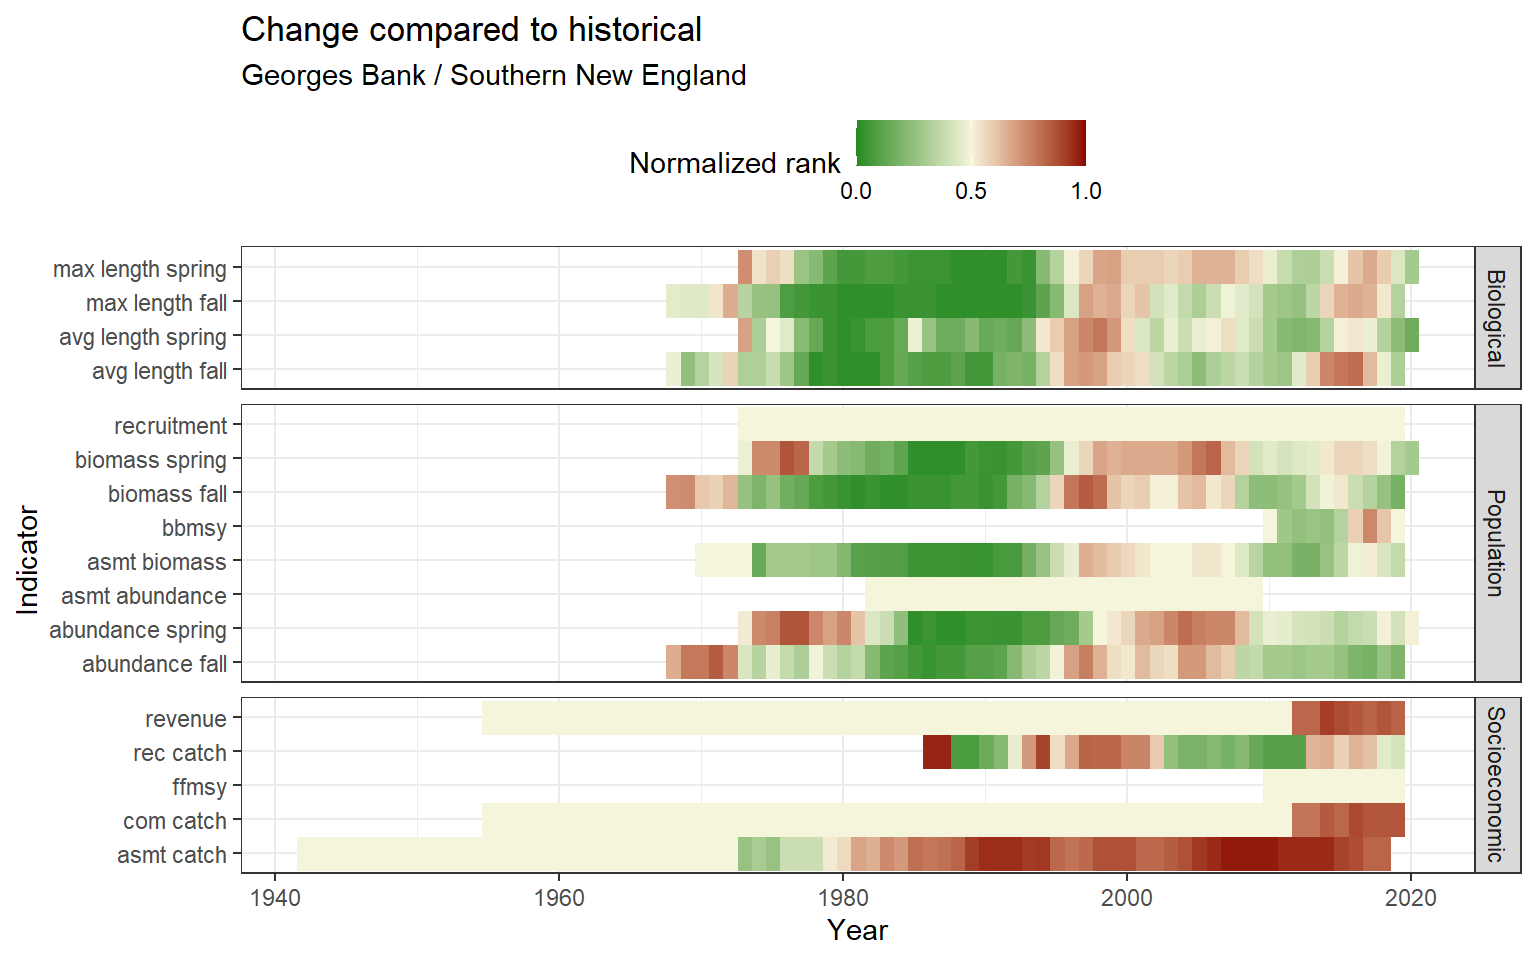 Change compared to historical
Georges Bank / Southern New England
Normalized rank
0.0 0.5 1.0
max length spring
max length fall
avg length spring
avg length fall
Biological
recruitment
biomass spring
biomass fall
bbmsy
asmt biomass
asmt abundance
abundance spring
abundance fall
Population
revenue
rec catch
ffmsy
com catch
asmt catch
Socioeconomic
Indicator
1940 1960 1980 2000 2020
Year